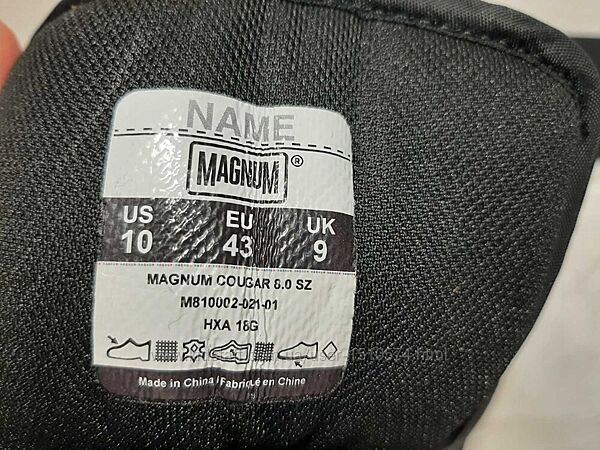 NAME
MAGNUM®
US EU UK
10 43 9
MAGNUM COUGAR 8.0 SZ
M810002-021-01
HXA 18G
Made in China / Fabriqué en Chine